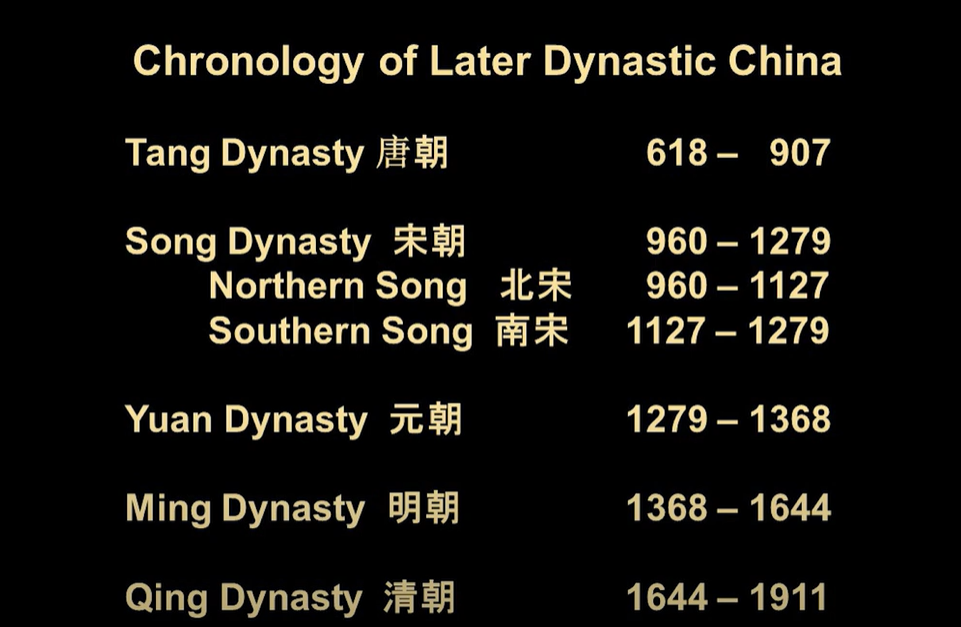 Chronology of Later Dynastic China
Tang Dynasty 唐朝 618 – 907
Song Dynasty 宋朝 960 – 1279
Northern Song 北宋 960 – 1127
Southern Song 南宋 1127 – 1279
Yuan Dynasty 元朝 1279 – 1368
Ming Dynasty 明朝 1368 – 1644
Qing Dynasty 清朝 1644 – 1911